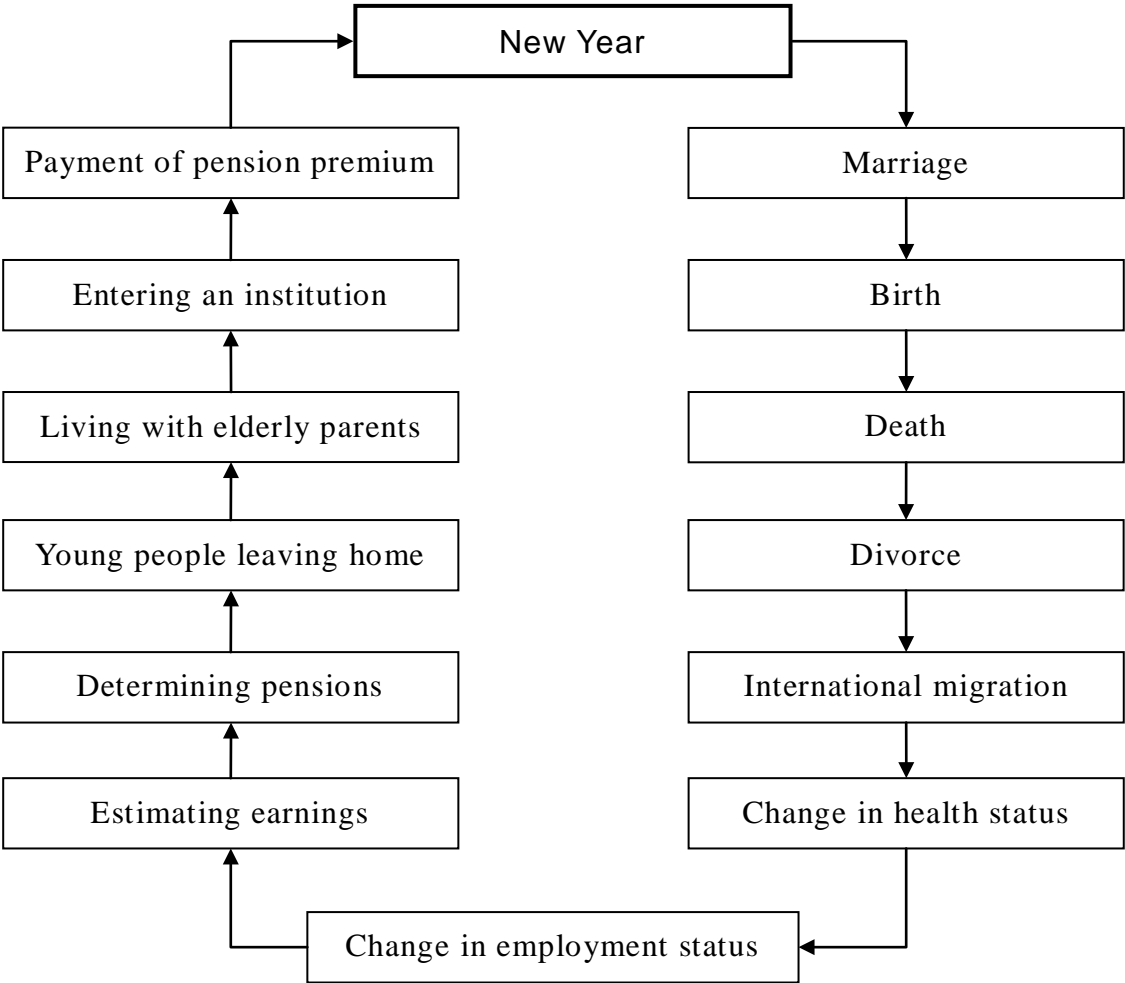 New Year
Payment of pension premium
Marriage
Entering an institution
Birth
Living with elderly parents
Death
Young people leaving home
Divorce
Determining pensions
International migration
Estimating earnings
Change in health status
Change in employment status